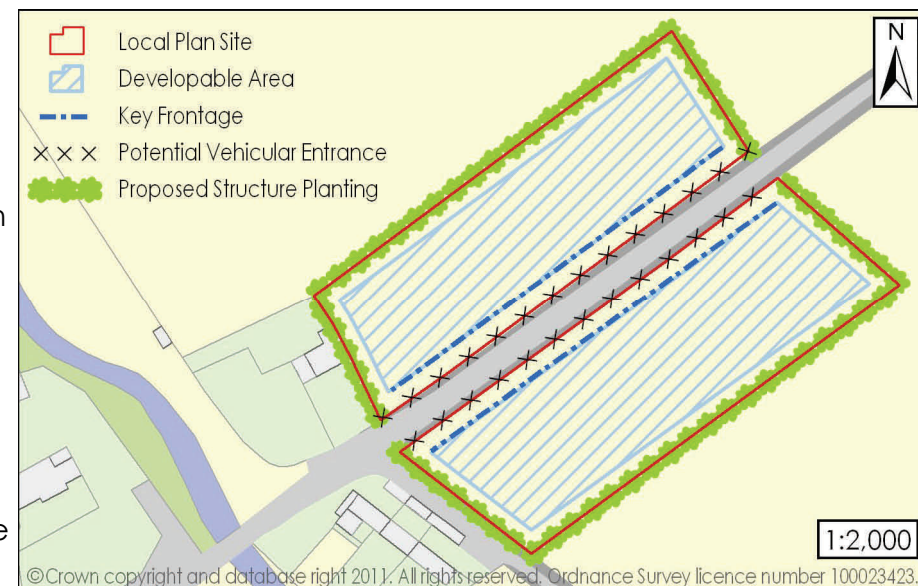 Local Plan Site
Developable Area
Key Frontage
Potential Vehicular Entrance
Proposed Structure Planting
N
n
e
1:2,000
©Crown copyright and database right 2011. All rights reserved. Ordnance Survey licence number 100023423.